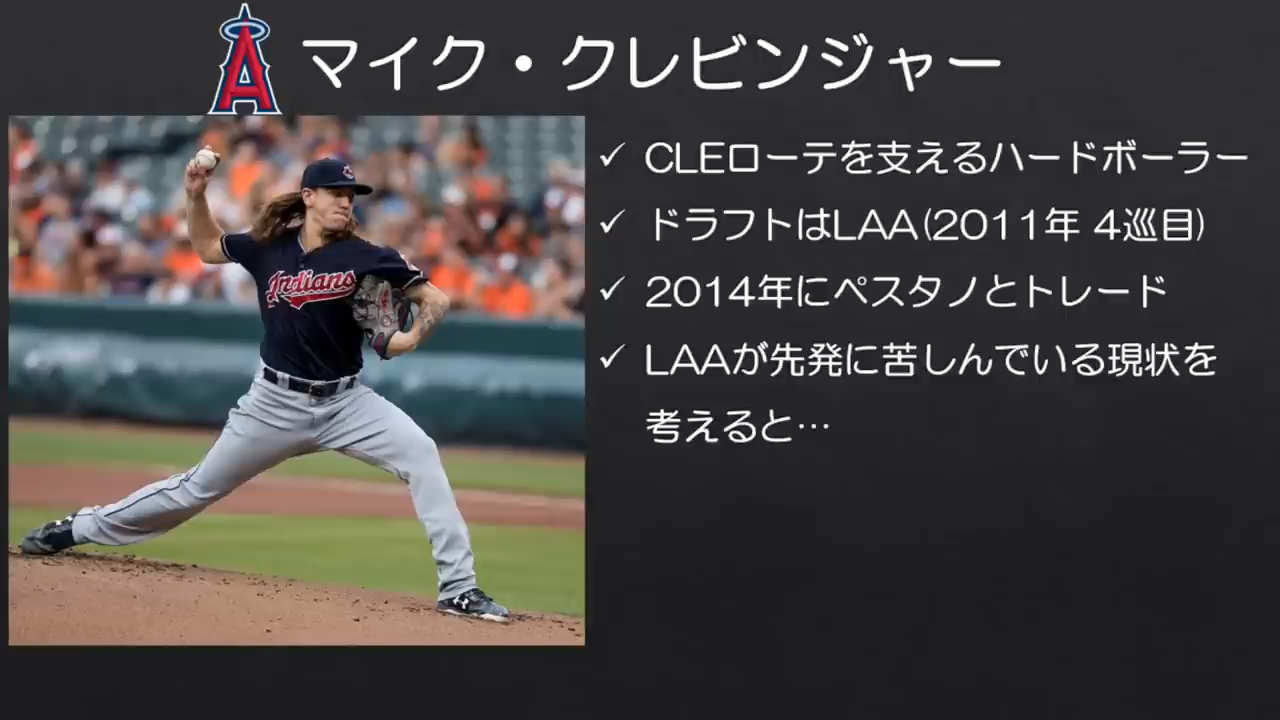 マイク・クレビンジャー
✓ CLEローテを支えるハードボーラー
✓ ドラフトはLAA(2011年 4巡目)
✓ 2014年にペスタノとトレード
✓ LAAが先発に苦しんでいる現状を
考えると…
A
Indians